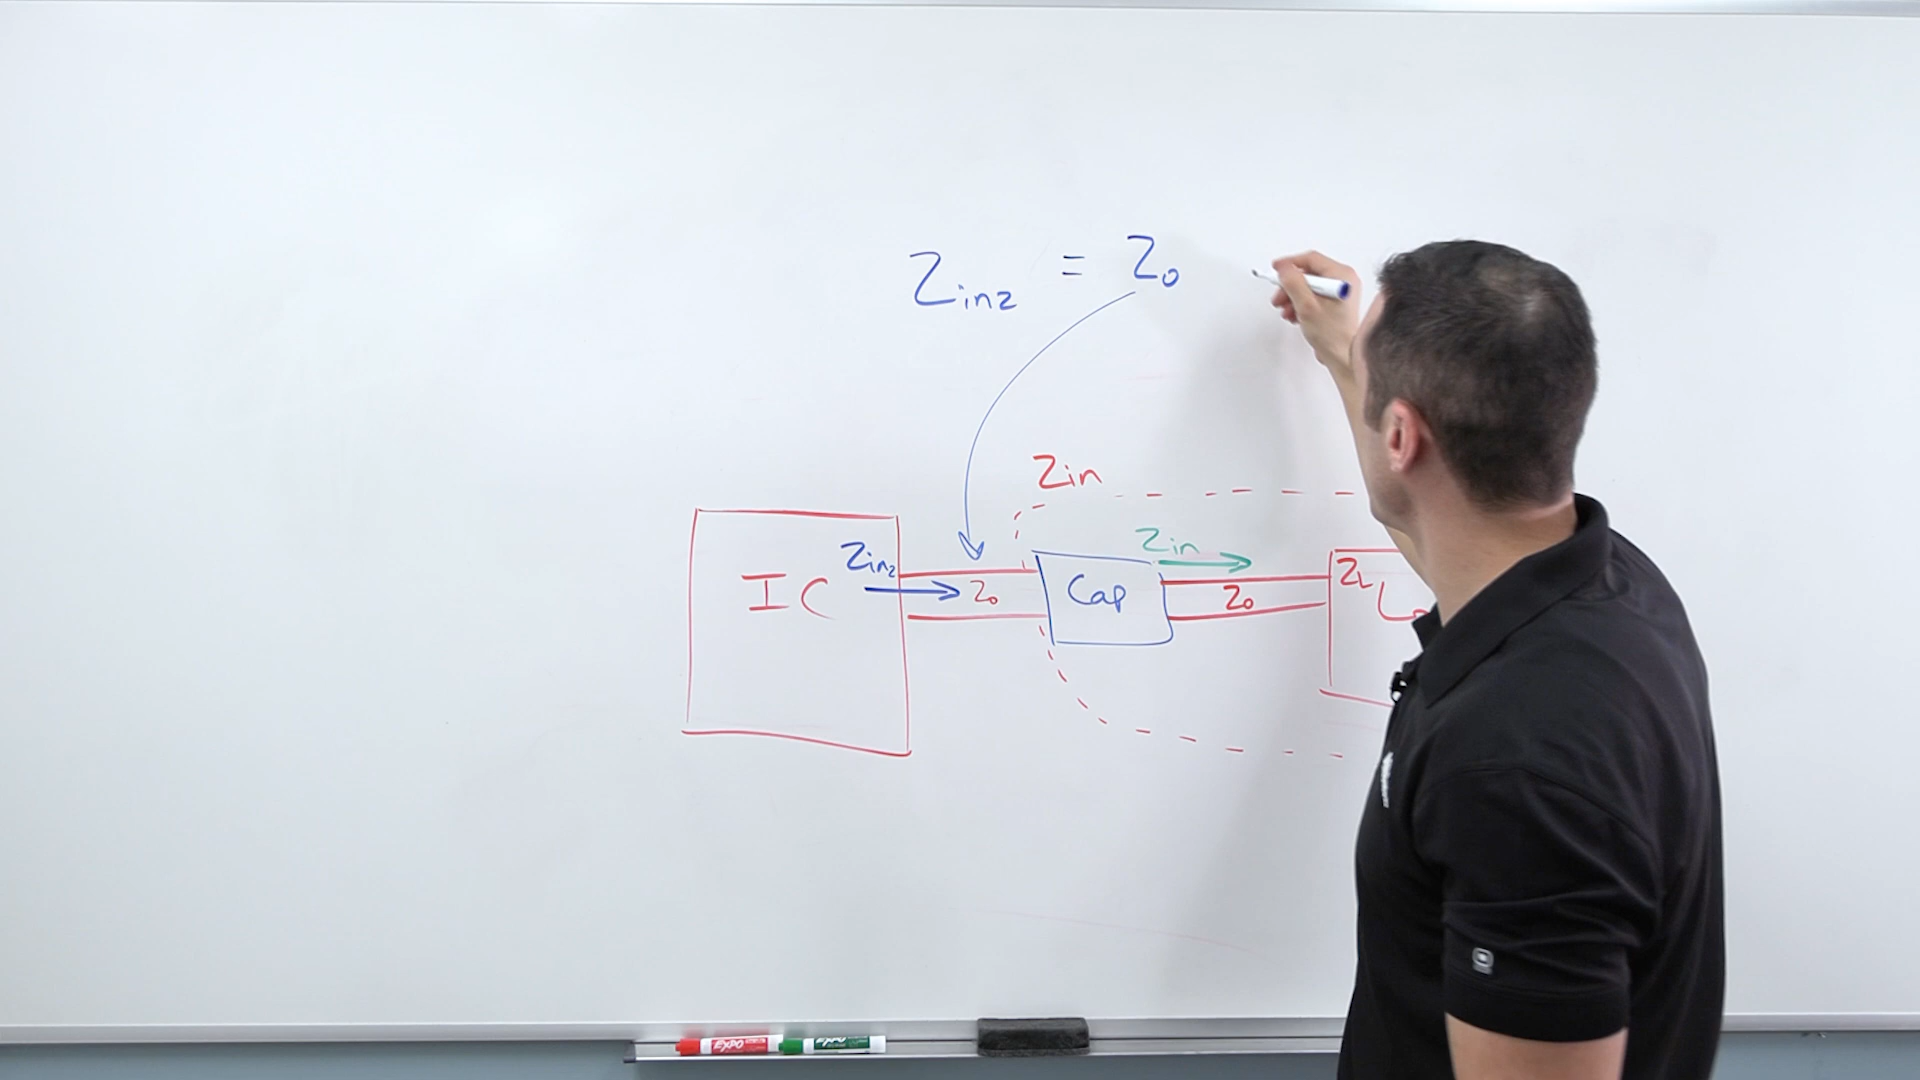 Zin2 = Z0
Zin
Zin
Zin2
IC
Z0
Cap
Z0
ZL
EXPO
EXPO